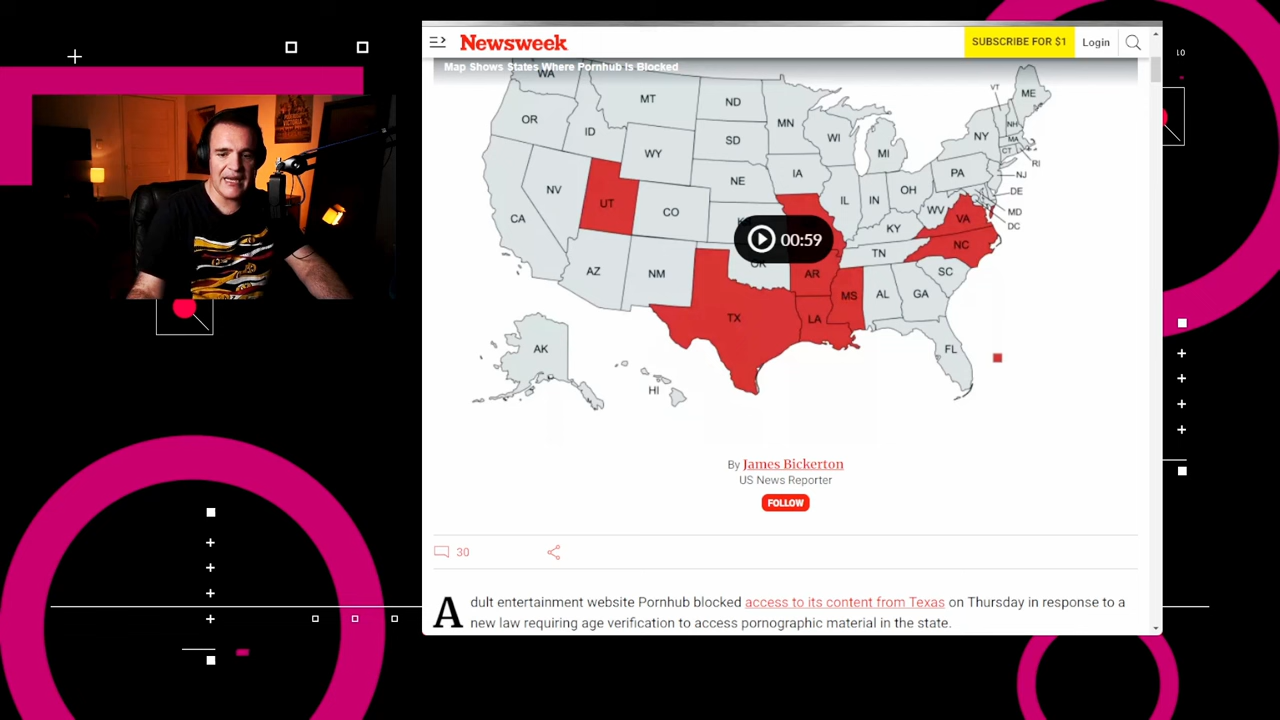 Newsweek
SUBSCRIBE FOR $1
Login
Map Shows States Where Pornhub Is Blocked
WA
MT
ND
MN
VT
ME
OR
ID
SD
WI
NY
NH
MA
CT
WY
MI
RI
NV
NE
IA
PA
NJ
UT
IL
IN
OH
DE
CA
CO
WV
VA
MD
DC
00:59
KY
NC
AZ
NM
TN
AR
SC
MS
AL
GA
TX
LA
AK
FL
HI
By James Bickerton
US News Reporter
FOLLOW
30
Adult entertainment website Pornhub blocked access to its content from Texas on Thursday in response to a
new law requiring age verification to access pornographic material in the state.
10